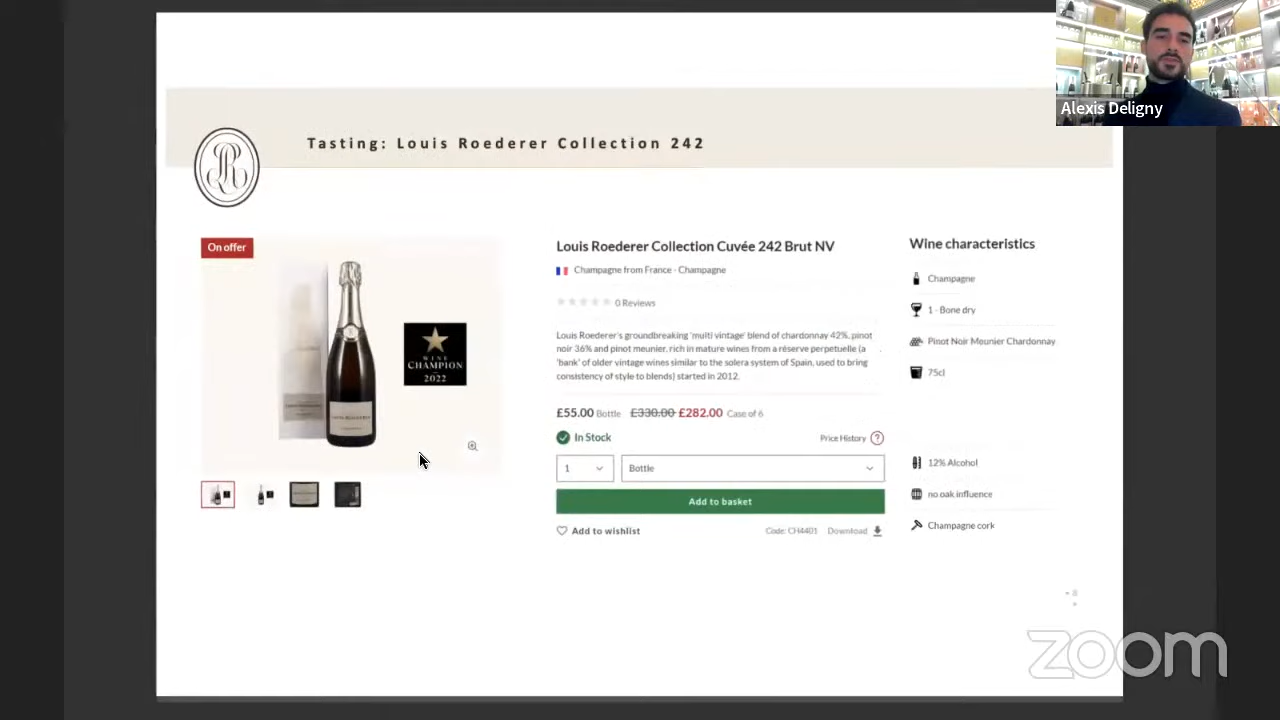 Alexis Deligny
Tasting: Louis Roederer Collection 242
On offer
WINE
CHAMPION
2022
Louis Roederer Collection Cuvée 242 Brut NV
Champagne from France - Champagne
0 Reviews
Louis Roederer's groundbreaking 'multi vintage' blend of chardonnay 42%, pinot
noir 36% and pinot meunier, rich in mature wines from a réserve perpetuelle (a
'bank' of older vintage wines similar to the solera system of Spain, used to bring
consistency of style to blends) started in 2012.
£55.00 Bottle £330.00 £282.00 Case of 6
In Stock
Price History ?
1
Bottle
Add to basket
Add to wishlist
Code: CH4401 Download
Wine characteristics
Champagne
1 - Bone dry
Pinot Noir Meunier Chardonnay
75cl
12% Alcohol
no oak influence
Champagne cork
LOUIS ROEDERER
zoom